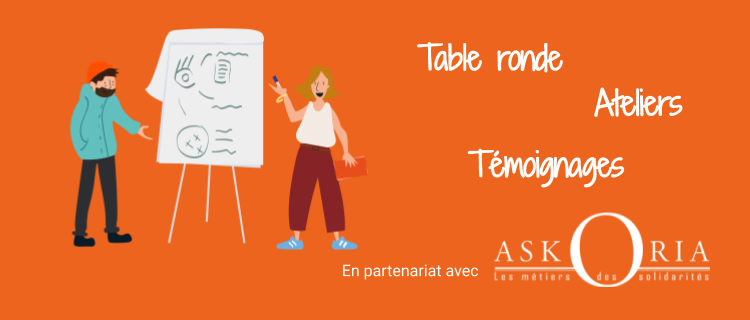 Table ronde
Ateliers
Témoignages
En partenariat avec
ASKORIA
Les métiers des solidarités